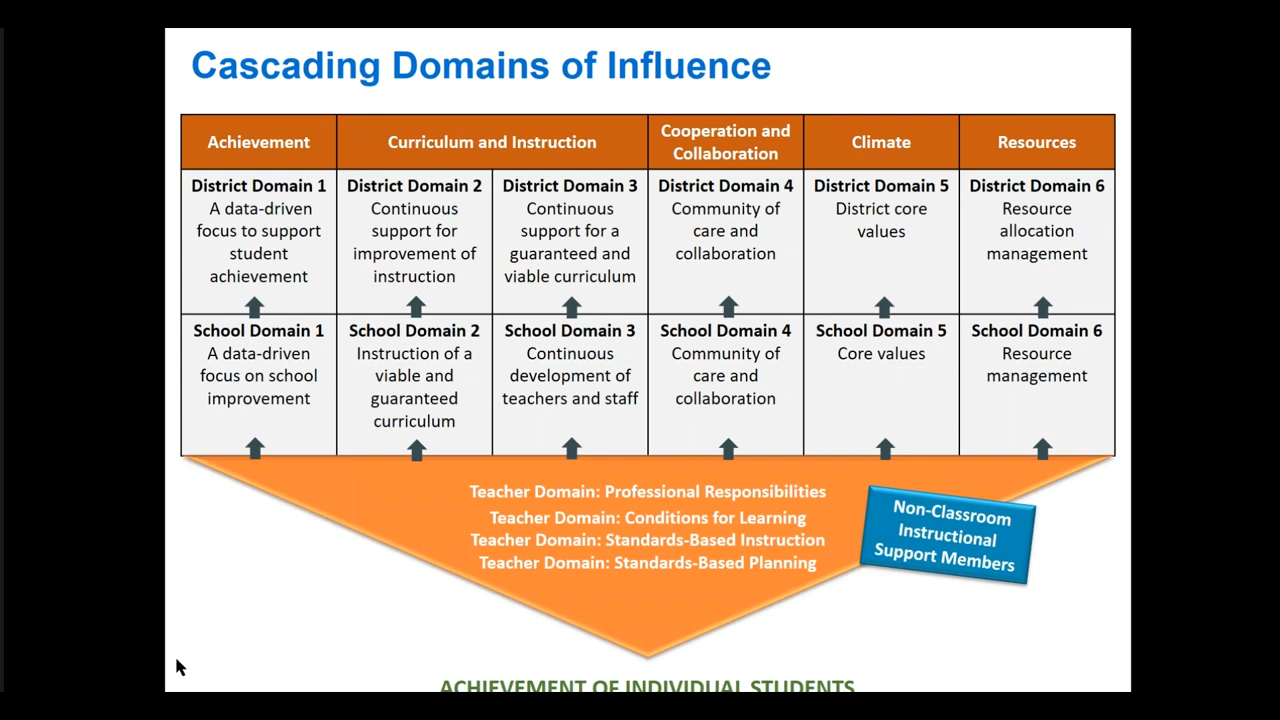 Cascading Domains of Influence
Achievement
Curriculum and Instruction
Cooperation and
Collaboration
Climate
Resources
District Domain 1
A data-driven
focus to support
student
achievement
District Domain 2
Continuous
support for
improvement of
instruction
District Domain 3
Continuous
support for a
guaranteed and
viable curriculum
District Domain 4
Community of
care and
collaboration
District Domain 5
District core
values
District Domain 6
Resource
allocation
management
School Domain 1
A data-driven
focus on school
improvement
School Domain 2
Instruction of a
viable and
guaranteed
curriculum
School Domain 3
Continuous
development of
teachers and staff
School Domain 4
Community of
care and
collaboration
School Domain 5
Core values
School Domain 6
Resource
management
Teacher Domain: Professional Responsibilities
Teacher Domain: Conditions for Learning
Teacher Domain: Standards-Based Instruction
Teacher Domain: Standards-Based Planning
Non-Classroom
Instructional
Support Members
ACHIEVEMENT OF INDIVIDUAL STUDENTS